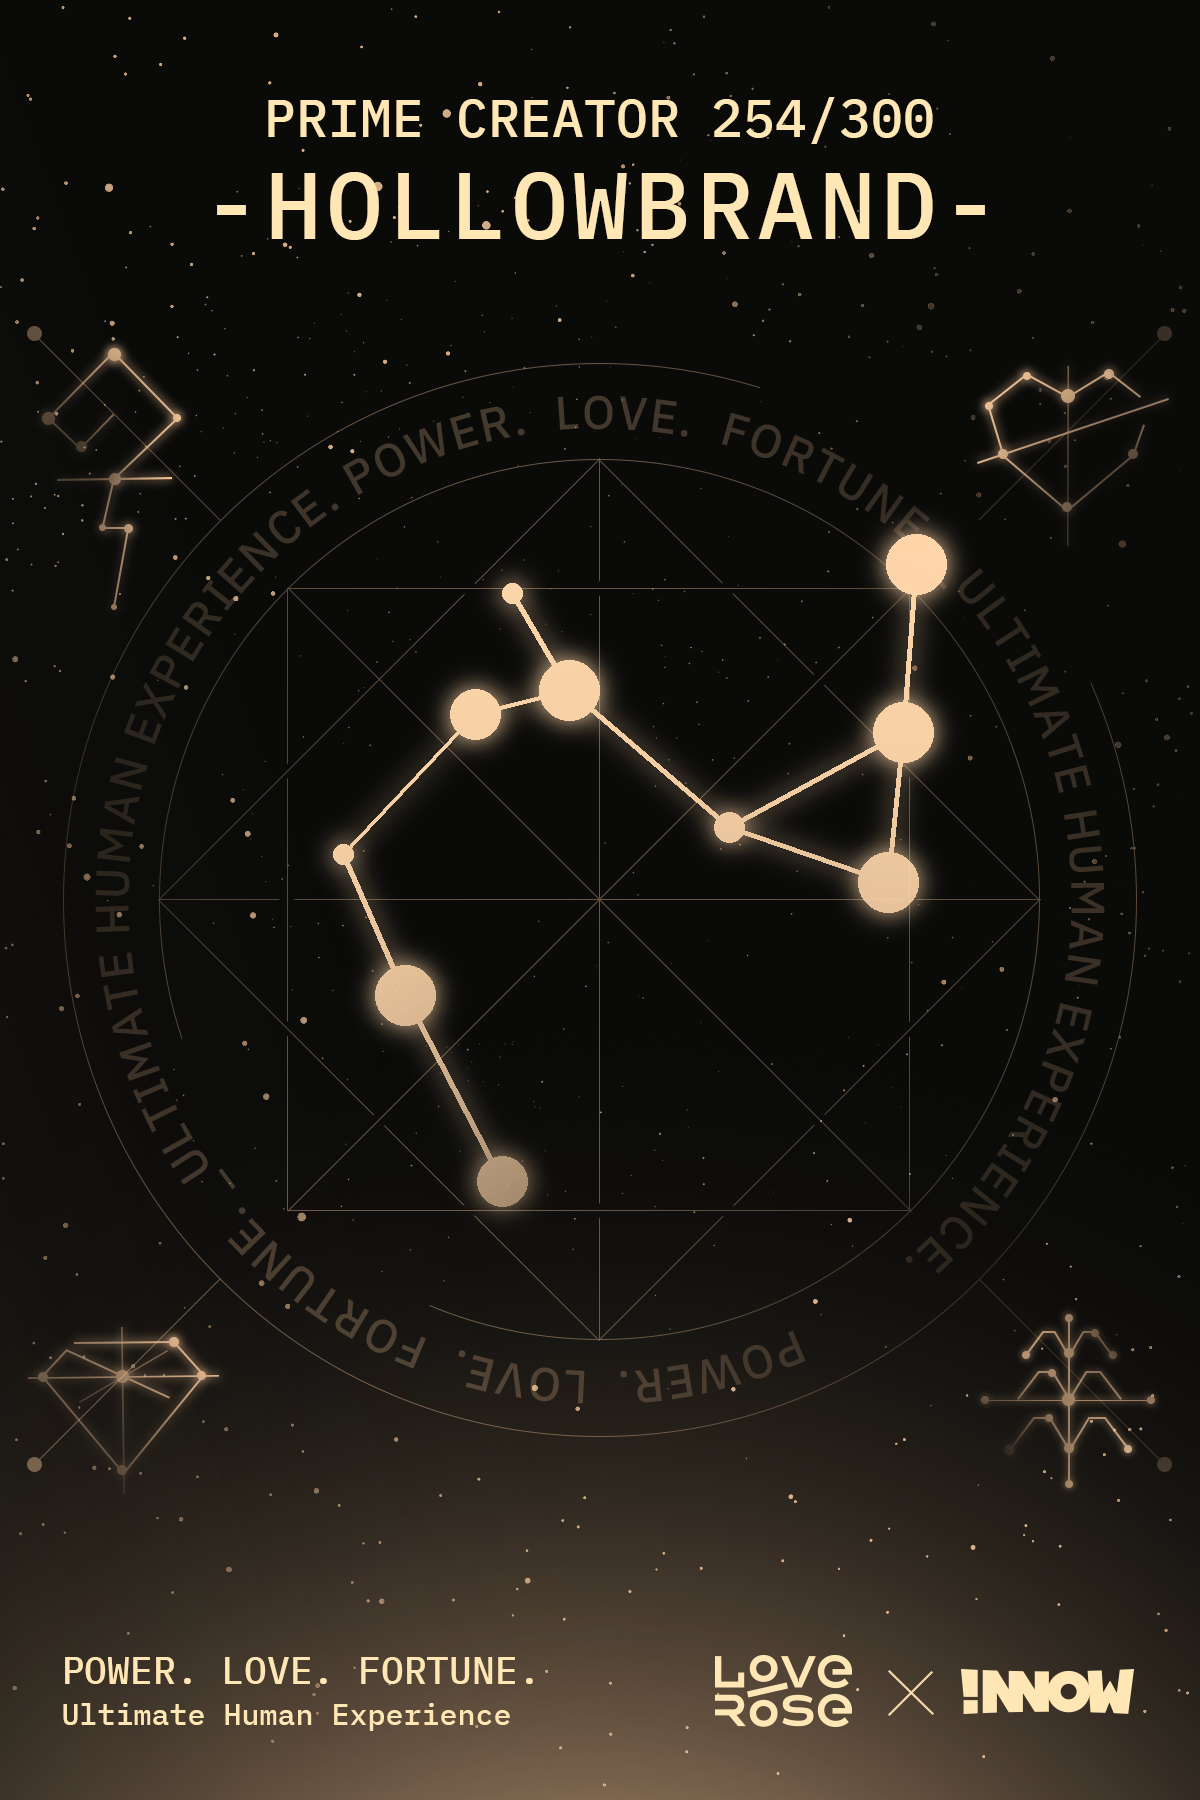 PRIME CREATOR 254/300
-HOLLOWBRAND-
ULTIMATE HUMAN EXPERIENCE. POWER. LOVE. FORTUNE. ULTIMATE HUMAN EXPERIENCE.
POWER. LOVE. FORTUNE. —
POWER. LOVE. FORTUNE.
Ultimate Human Experience
LOVE ROSE
!NNOW